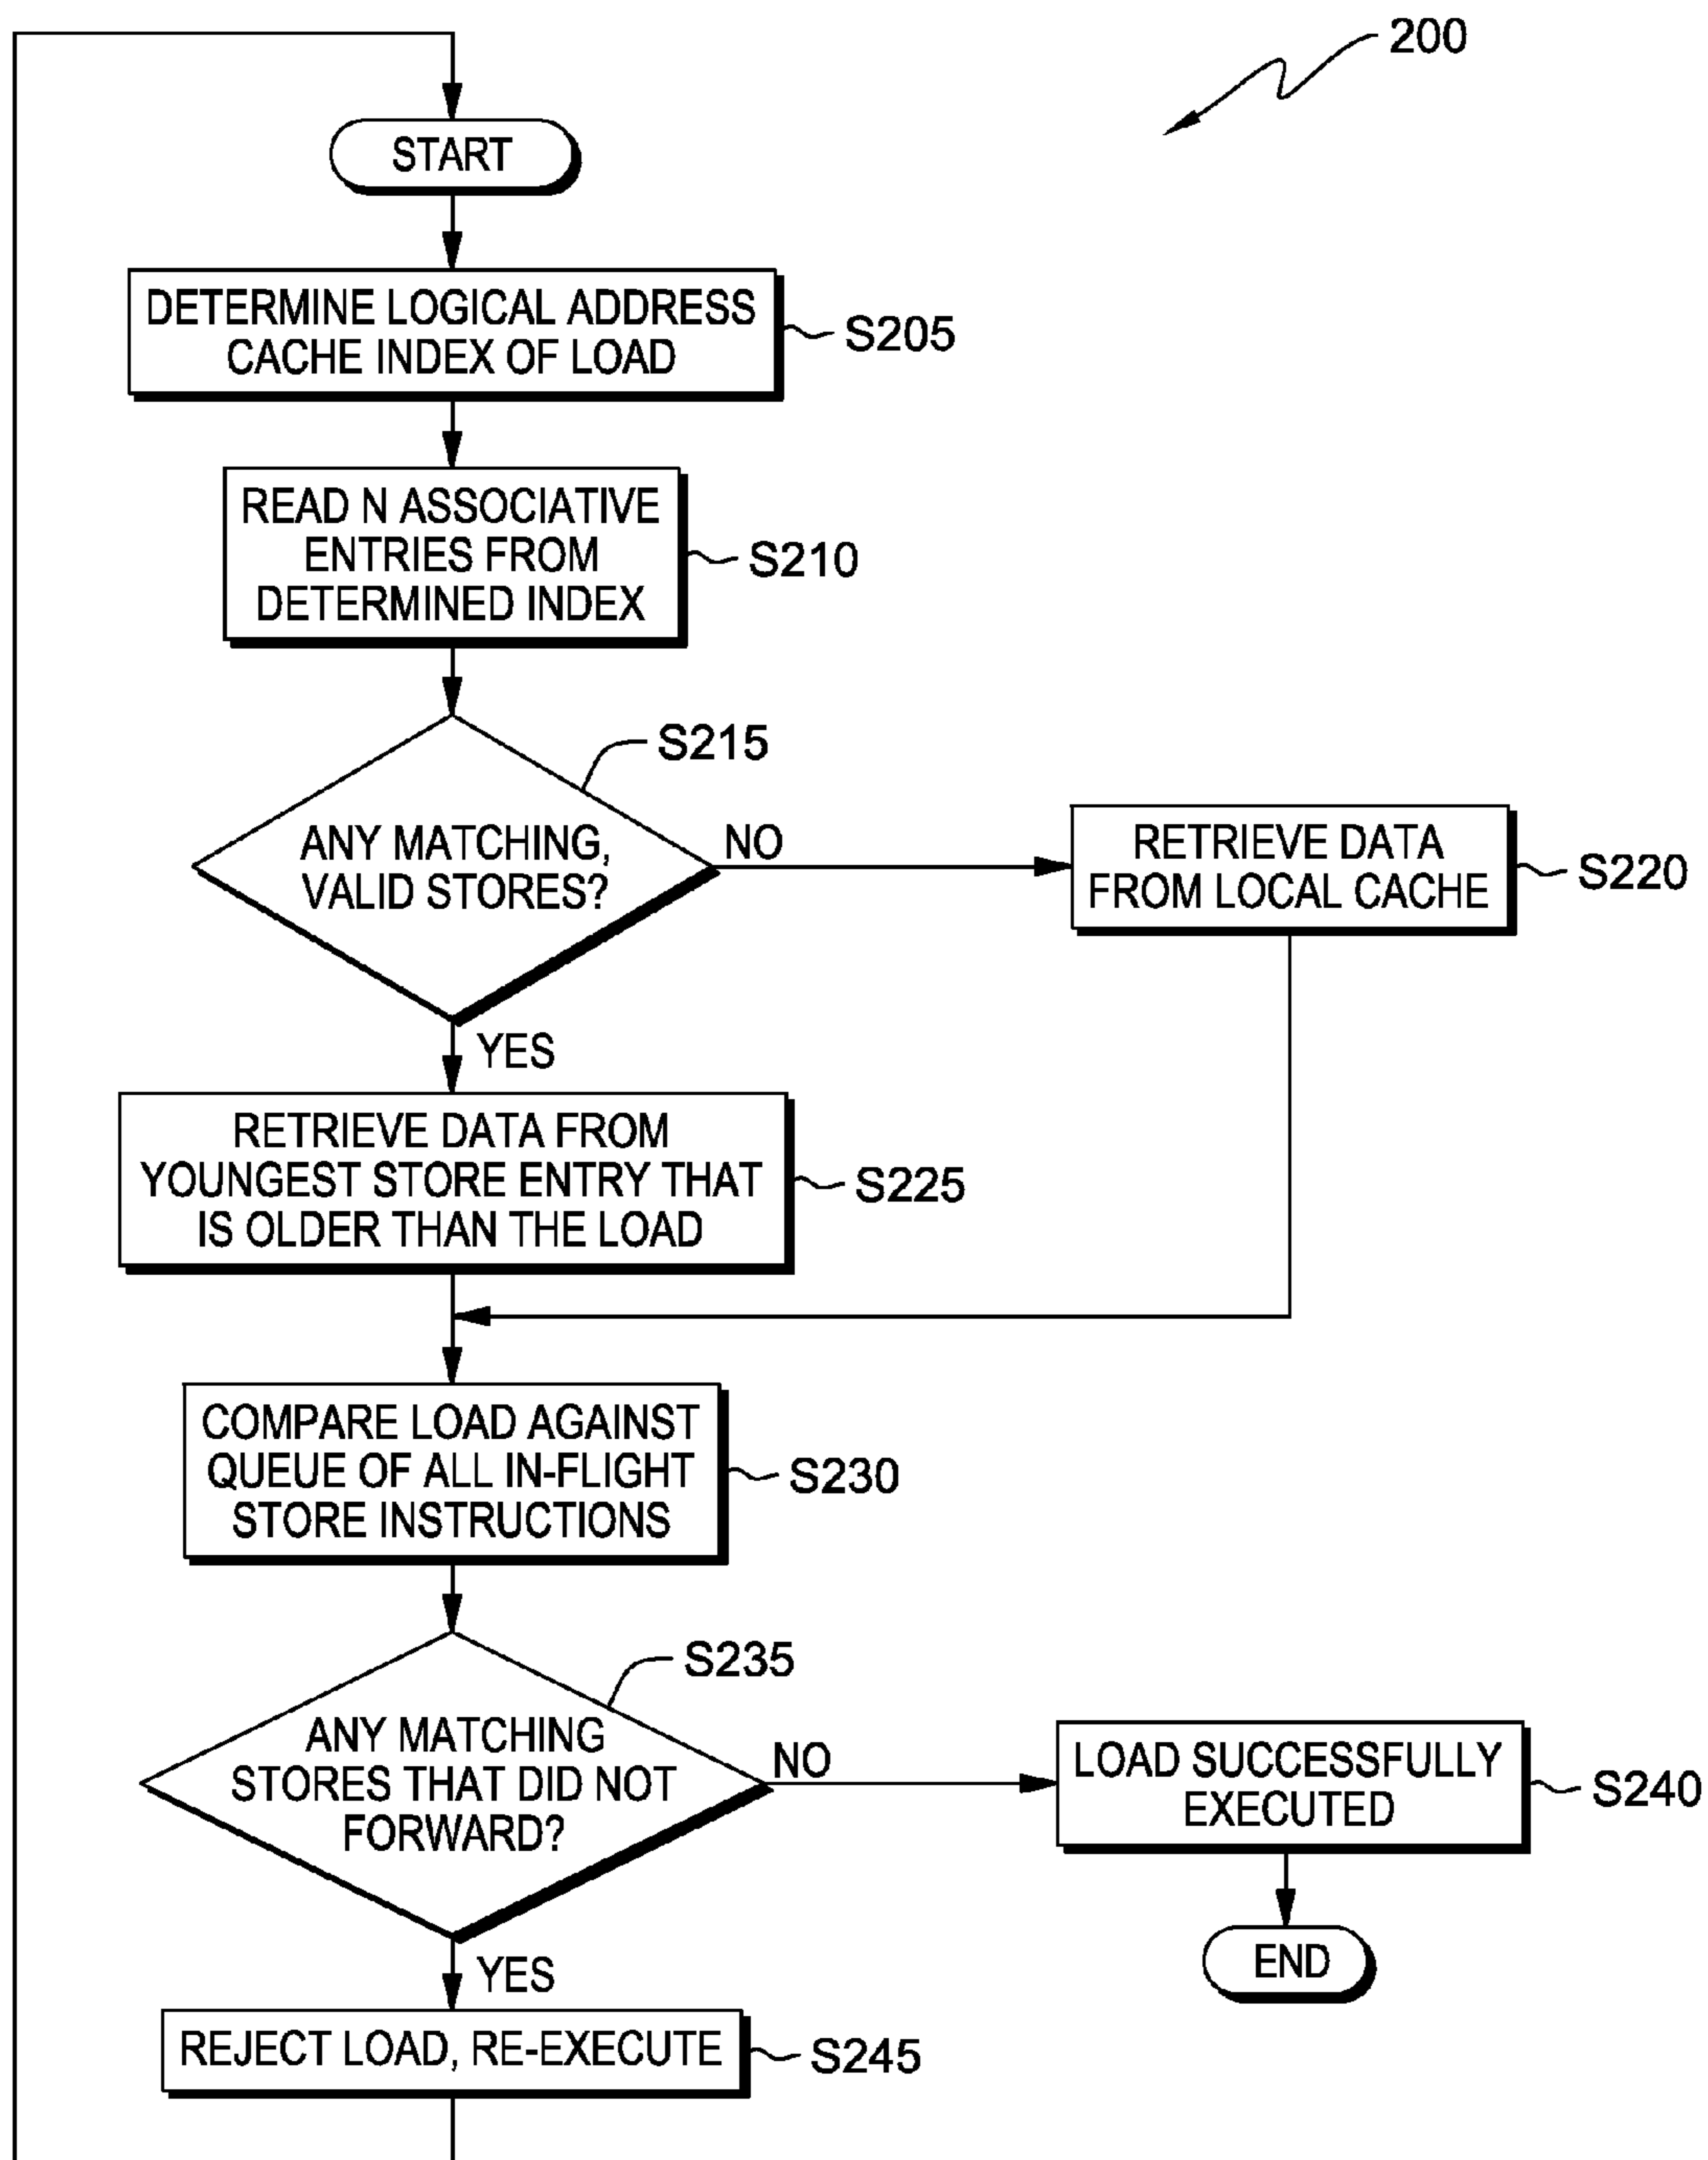 200
START
DETERMINE LOGICAL ADDRESS
CACHE INDEX OF LOAD
S205
READ N ASSOCIATIVE
ENTRIES FROM
DETERMINED INDEX
S210
S215
ANY MATCHING,
VALID STORES?
NO
RETRIEVE DATA
FROM LOCAL CACHE
S220
YES
RETRIEVE DATA FROM
YOUNGEST STORE ENTRY THAT
IS OLDER THAN THE LOAD
S225
COMPARE LOAD AGAINST
QUEUE OF ALL IN-FLIGHT
STORE INSTRUCTIONS
S230
S235
ANY MATCHING
STORES THAT DID NOT
FORWARD?
NO
LOAD SUCCESSFULLY
EXECUTED
S240
END
YES
REJECT LOAD, RE-EXECUTE
S245